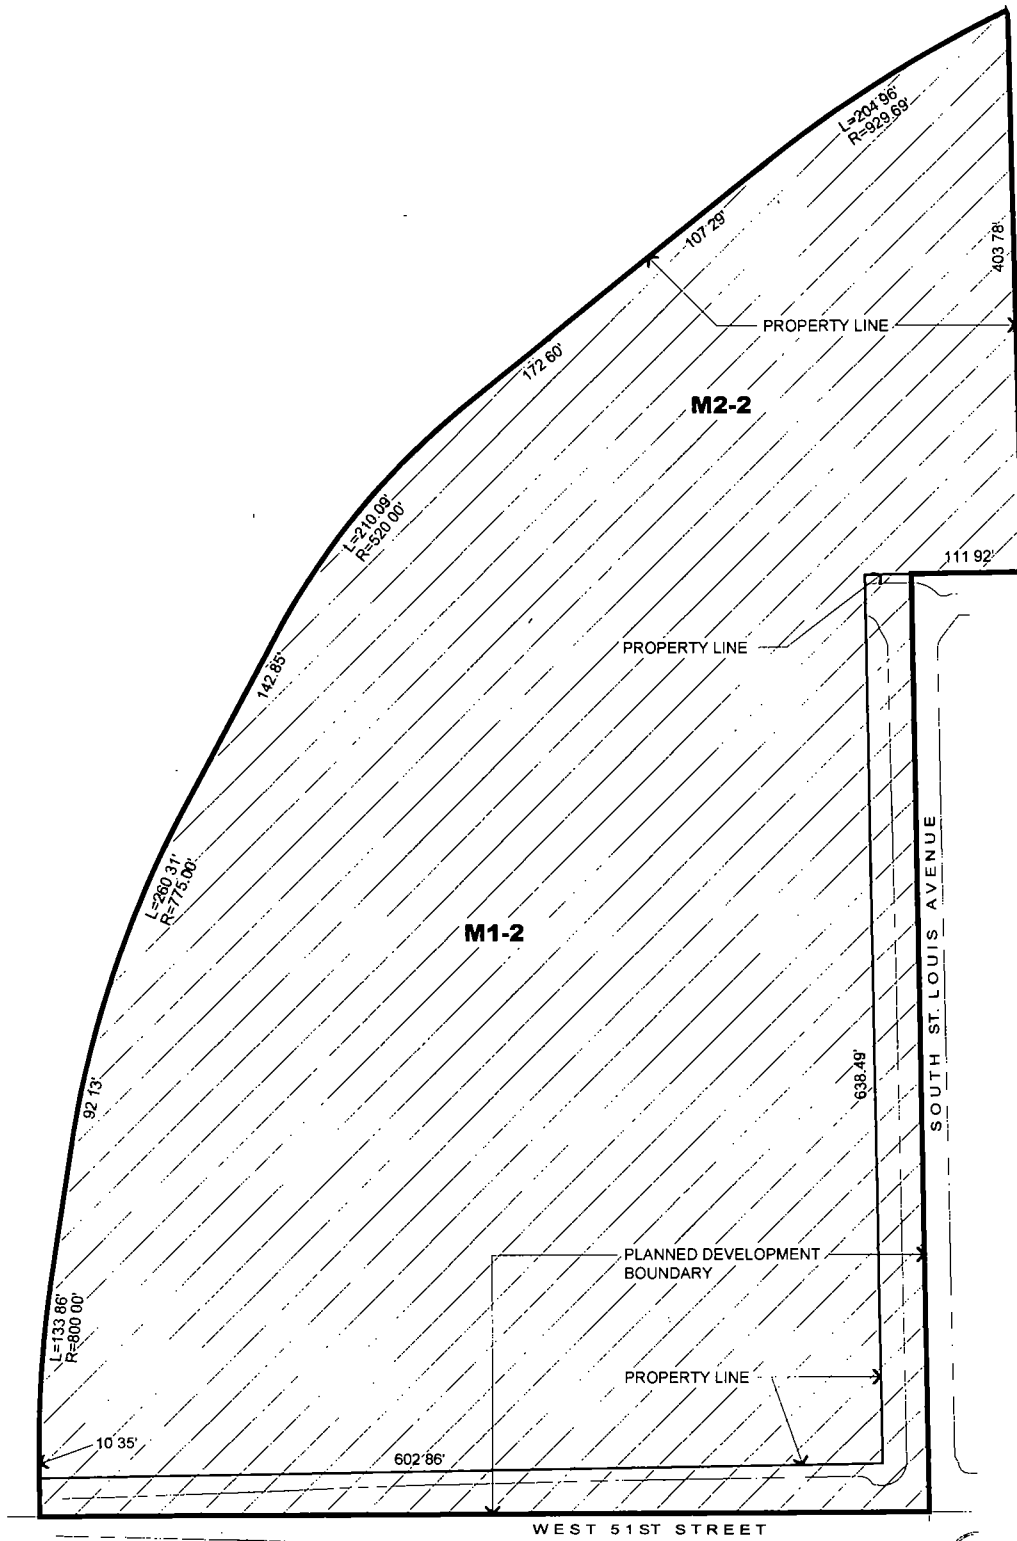 L=204 96'
R=929.69'
107 29'
403 78'
PROPERTY LINE
172 60'
M2-2
L=210.09'
R=520 00'
111 92'
PROPERTY LINE
142.85'
L=260 31'
R=775.00'
M1-2
SOUTH ST. LOUIS AVENUE
638.49'
92 13'
PLANNED DEVELOPMENT
BOUNDARY
L=133 86'
R=800 00'
PROPERTY LINE
10 35'
602 86'
WEST 51ST STREET